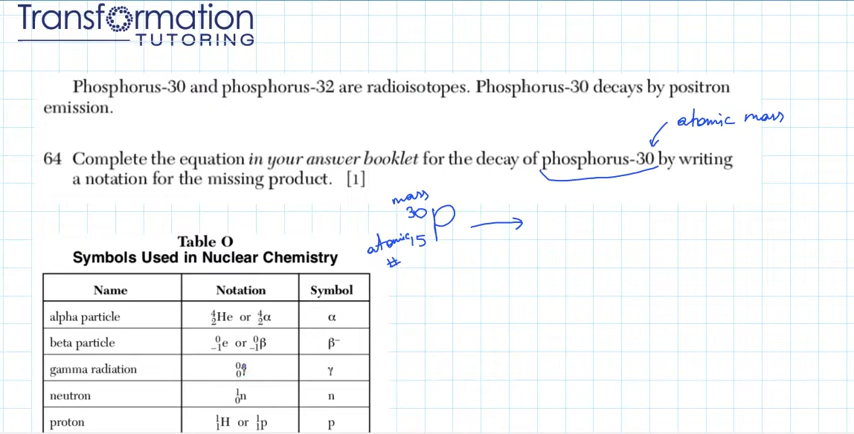 Transformation
TUTORING
Phosphorus-30 and phosphorus-32 are radioisotopes. Phosphorus-30 decays by positron
emission.
atomic mass
64 Complete the equation in your answer booklet for the decay of phosphorus-30 by writing
a notation for the missing product. [1]
mass
30
P →
atomic 15
#
Table O
Symbols Used in Nuclear Chemistry
Name Notation Symbol
alpha particle ⁴₂He or ⁴₂α α
beta particle ⁰₋₁e or ⁰₋₁β β⁻
gamma radiation ⁰₀γ γ
neutron ¹₀n n
proton ¹₁H or ¹₁p p